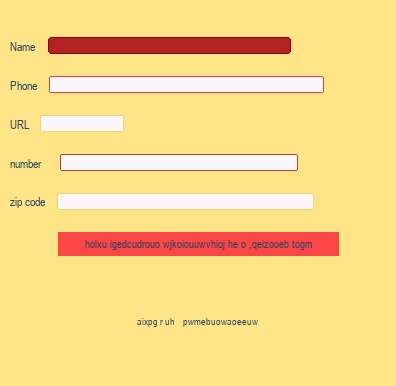 Name
Phone
URL
number
zip code
holxu igedcudrouo wjkoiouuwvhioj he o ,qeizooeb togm
aixpg r uh pwmebuowaoeeuw